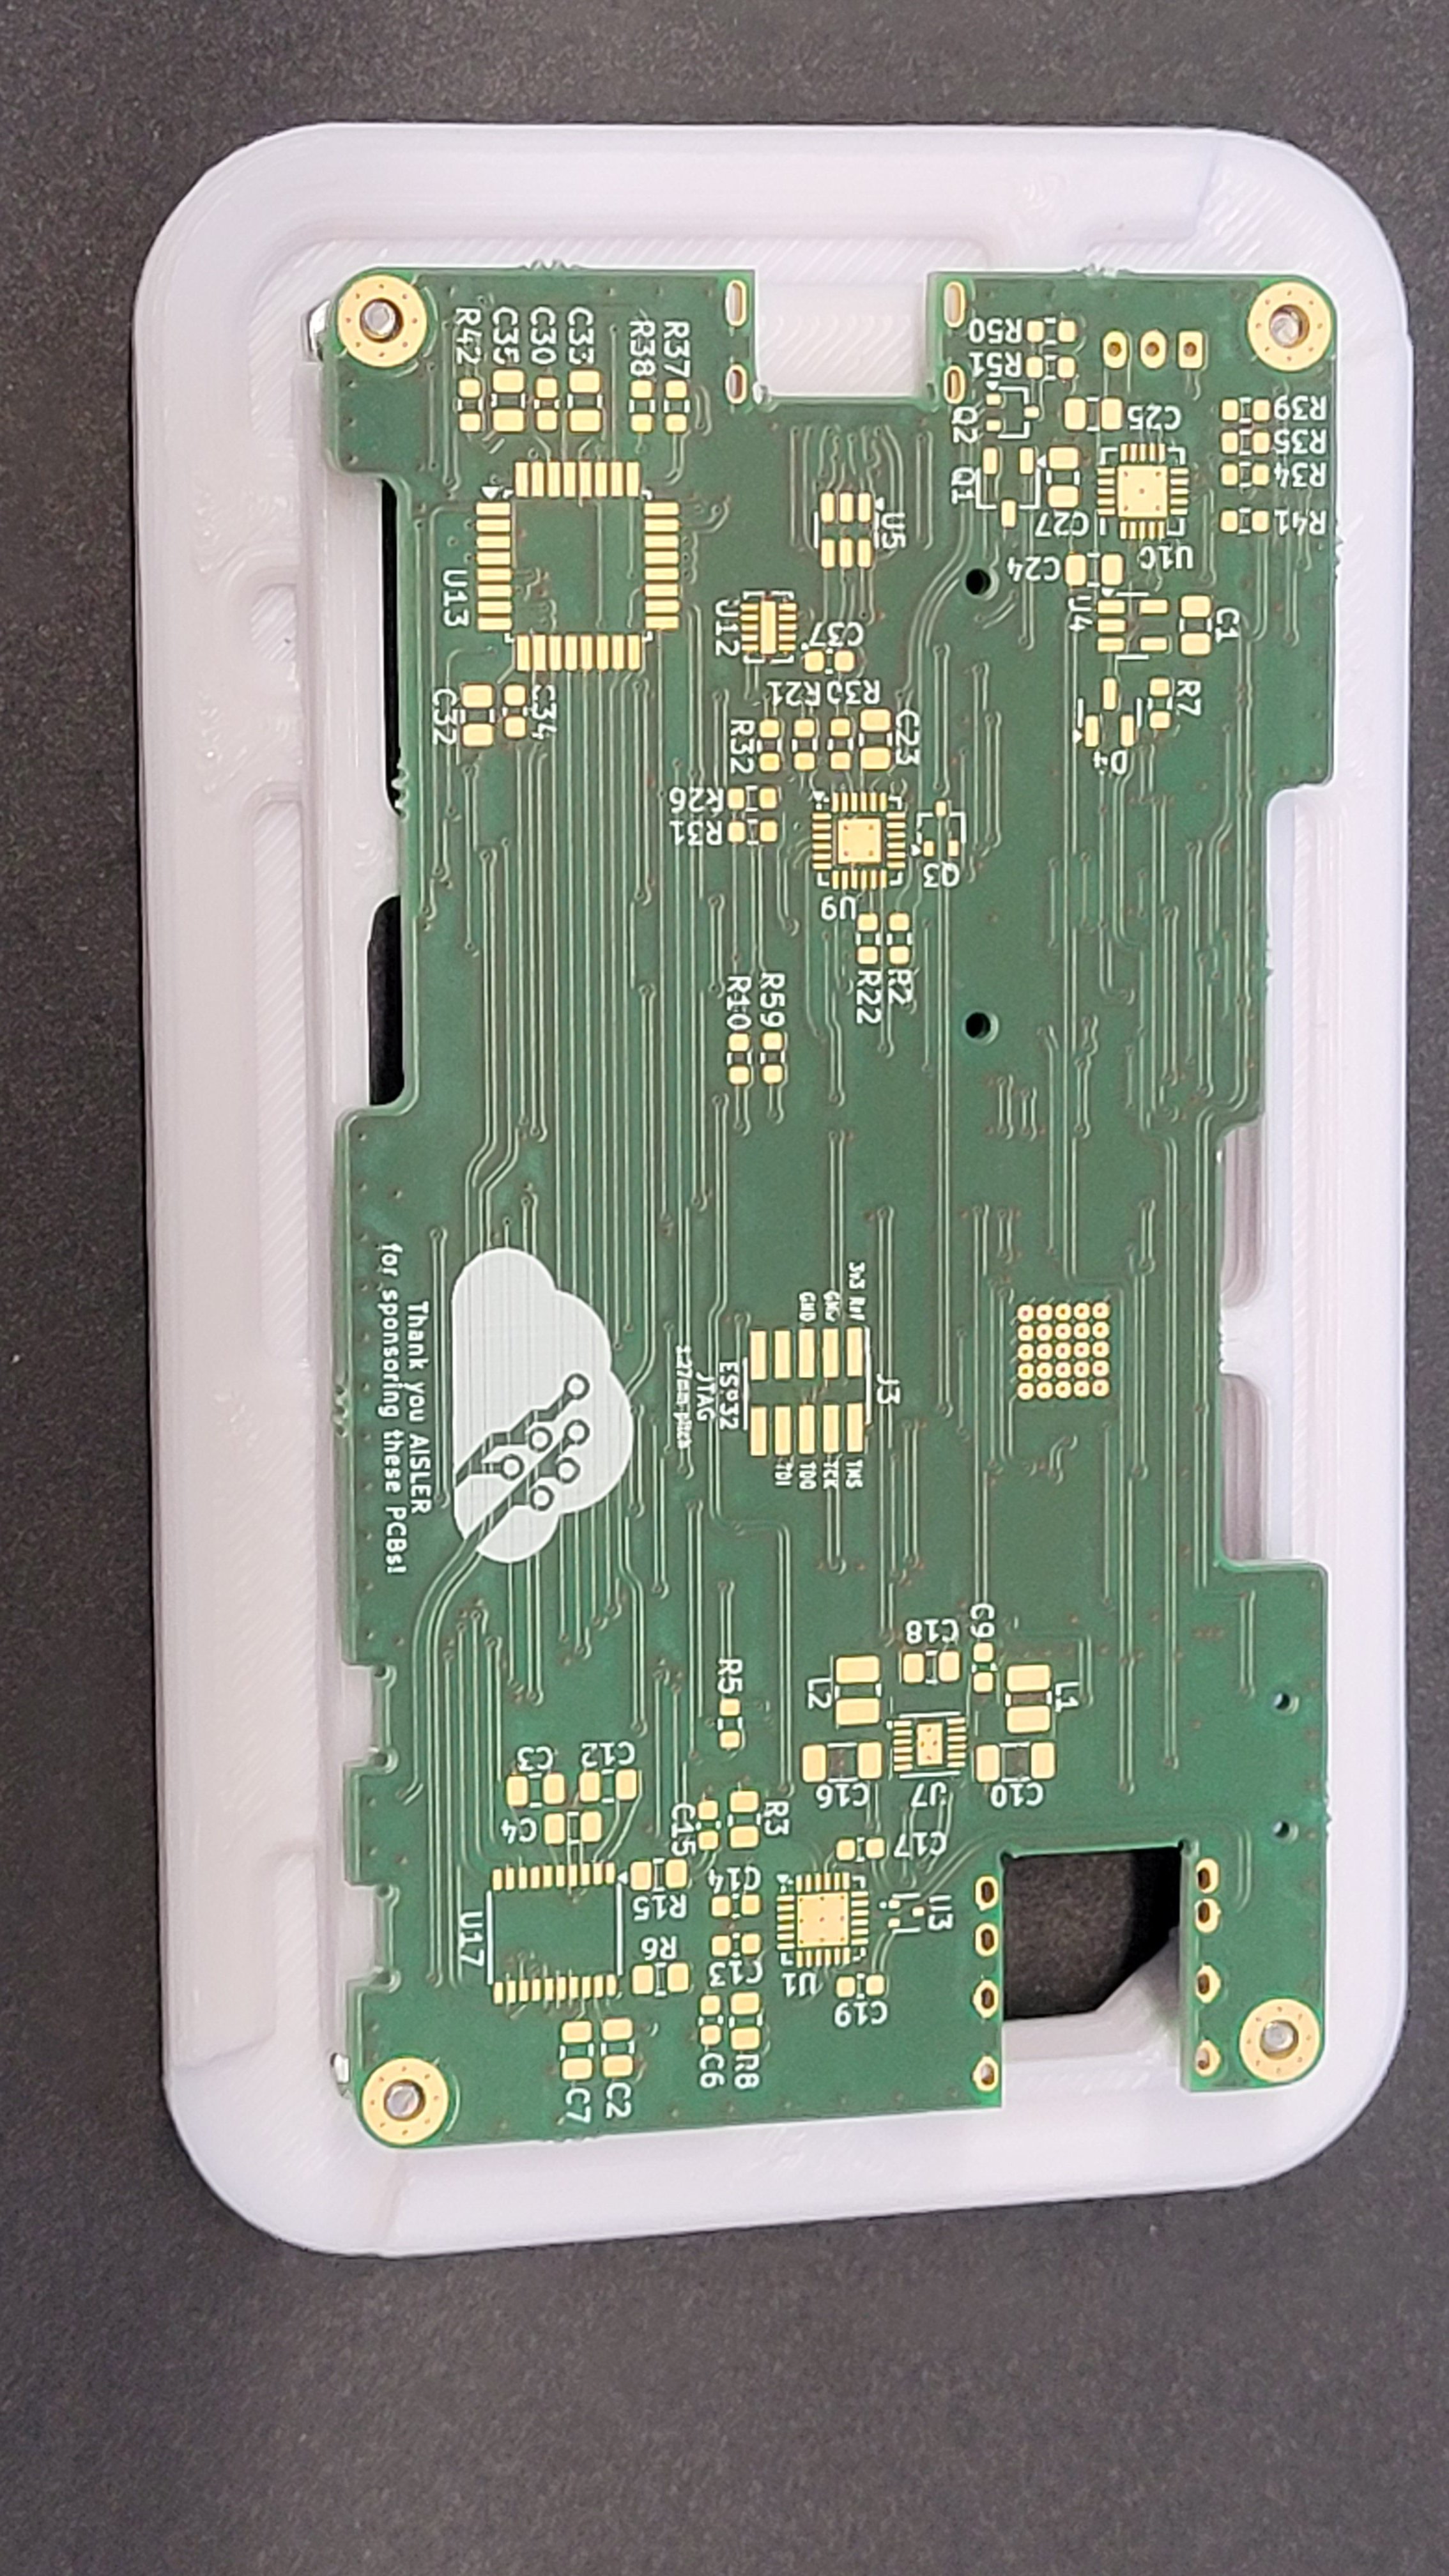 R42
C35
C30
C33
R38
R37
R50
R51
Q2
Q1
C25
C27
U10
R39
R35
R34
R41
C24
U4
C1
R7
D4
U13
U5
U12
C37
C32
C34
R21
R30
R32
C23
R26
R31
Q3
U9
R22
R2
R10
R59
3v3 Ref
GND
GND
J3
ESP32
JTAG
1.27mm pitch
TMS
TCK
TDO
TDI
Thank you AISLER
for sponsoring these PCBs!
C18
C9
L2
L1
R5
C16
U7
C10
C3
C12
C4
C15
R3
C17
C14
R15
U17
R6
C13
U1
U3
C19
C6
R8
C7
C2